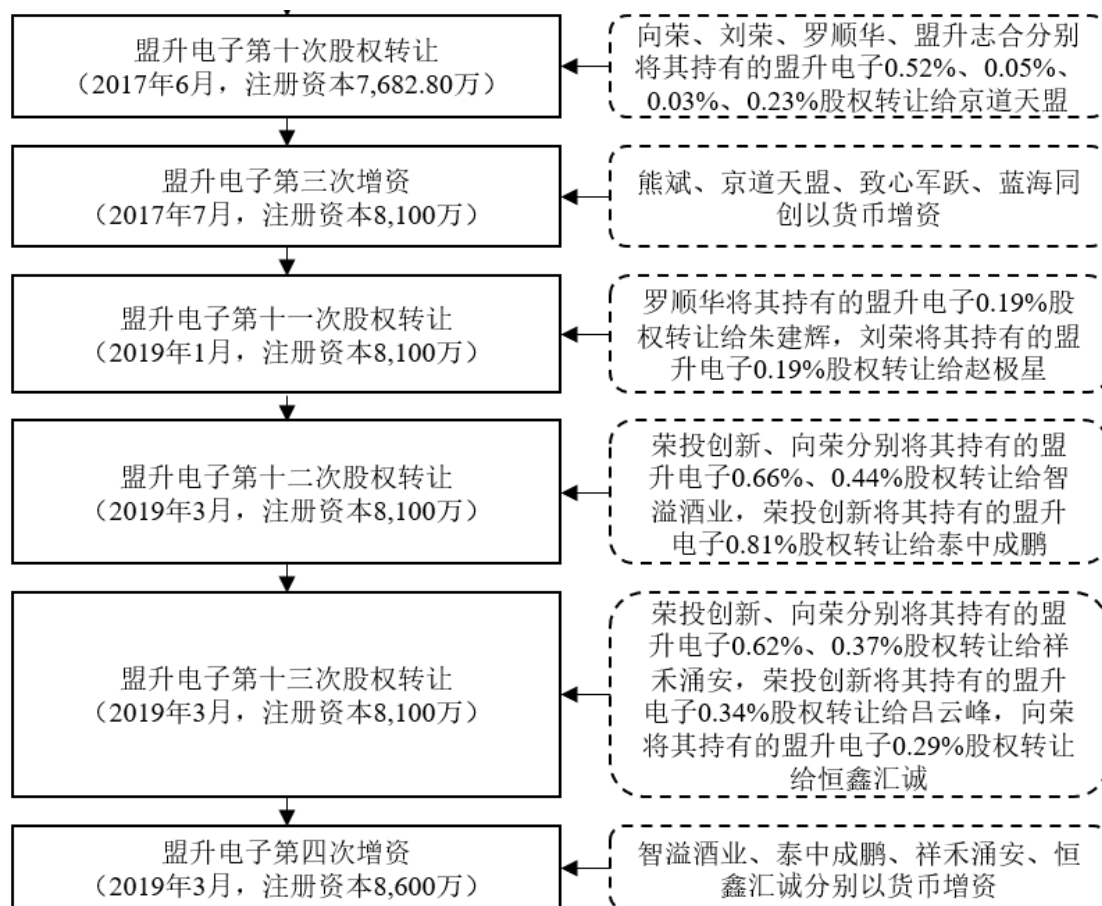 盟升电子第十次股权转让
（2017年6月，注册资本7,682.80万）
向荣、刘荣、罗顺华、盟升志合分别
将其持有的盟升电子0.52%、0.05%、
0.03%、0.23%股权转让给京道天盟
盟升电子第三次增资
（2017年7月，注册资本8,100万）
熊斌、京道天盟、致心军跃、蓝海同
创以货币增资
盟升电子第十一次股权转让
（2019年1月，注册资本8,100万）
罗顺华将其持有的盟升电子0.19%股
权转让给朱建辉，刘荣将其持有的盟
升电子0.19%股权转让给赵极星
盟升电子第十二次股权转让
（2019年3月，注册资本8,100万）
荣投创新、向荣分别将其持有的盟
升电子0.66%、0.44%股权转让给智
溢酒业，荣投创新将其持有的盟升
电子0.81%股权转让给泰中成鹏
盟升电子第十三次股权转让
（2019年3月，注册资本8,100万）
荣投创新、向荣分别将其持有的盟
升电子0.62%、0.37%股权转让给祥
禾涌安，荣投创新将其持有的盟升
电子0.34%股权转让给吕云峰，向荣
将其持有的盟升电子0.29%股权转让
给恒鑫汇诚
盟升电子第四次增资
（2019年3月，注册资本8,600万）
智溢酒业、泰中成鹏、祥禾涌安、恒
鑫汇诚分别以货币增资